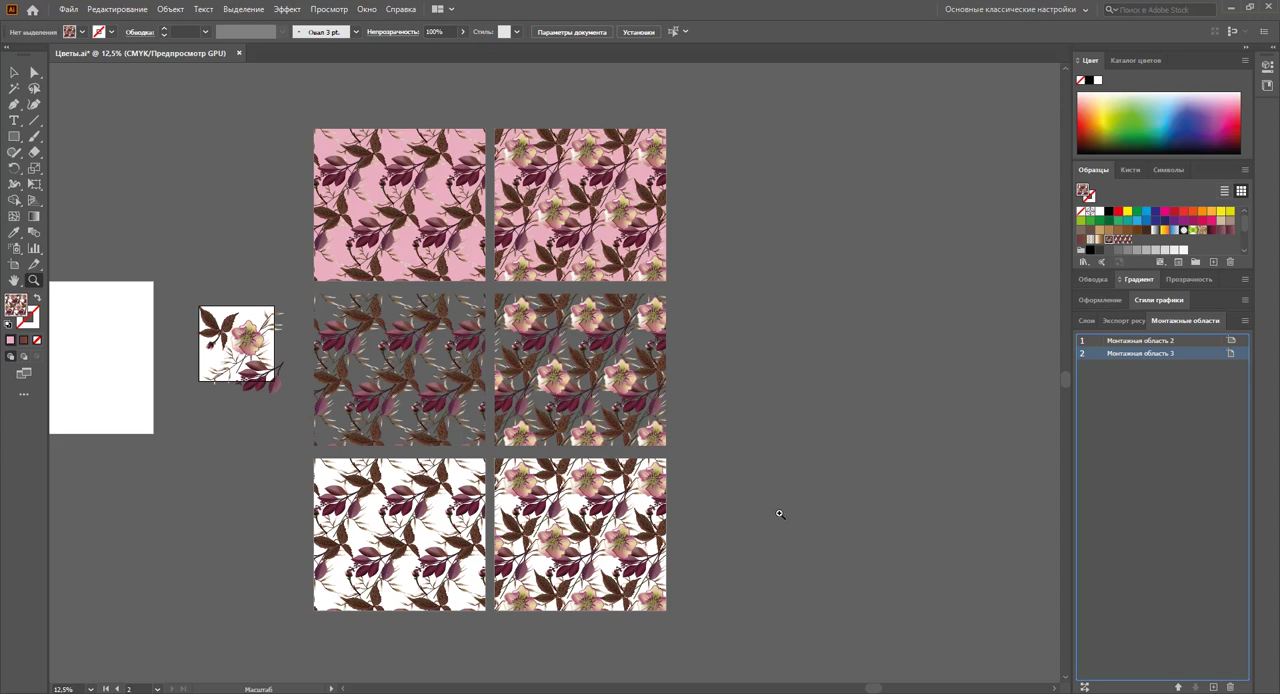 Ai Файл Редактирование Объект Текст Выделение Эффект Просмотр Окно Справка Основные классические настройки Поиск в Adobe Stock
Нет выделения Обводка: Овал 3 pt. Непрозрачность: 100% Стиль: Параметры документа Установки
Цветы.ai* @ 12,5% (CMYK/Предпросмотр GPU) ×
Цвет Каталог цветов
Образцы Кисти Символы
Обводка Градиент Прозрачность
Оформление Стили графики
Слои Экспорт ресу Монтажные области
1 Монтажная область 2
2 Монтажная область 3
12,5% 2 Масштаб